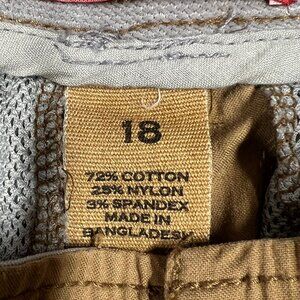 18
72% COTTON
25% NYLON
3% SPANDEX
MADE IN
BANGLADESH